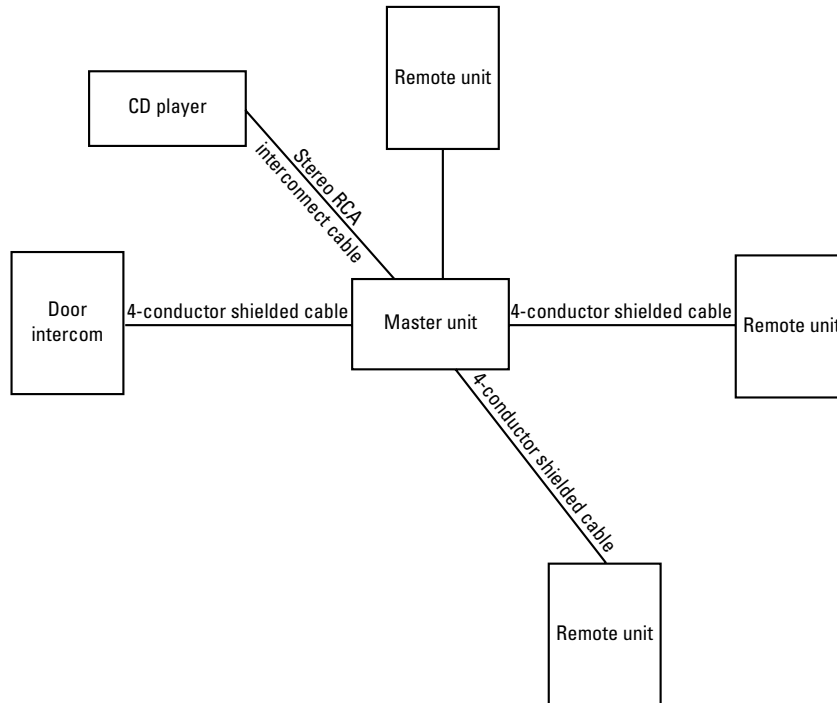 Remote unit
CD player
Stereo RCA
interconnect cable
Door
intercom
4-conductor shielded cable
Master unit
4-conductor shielded cable
Remote unit
4-conductor shielded cable
Remote unit